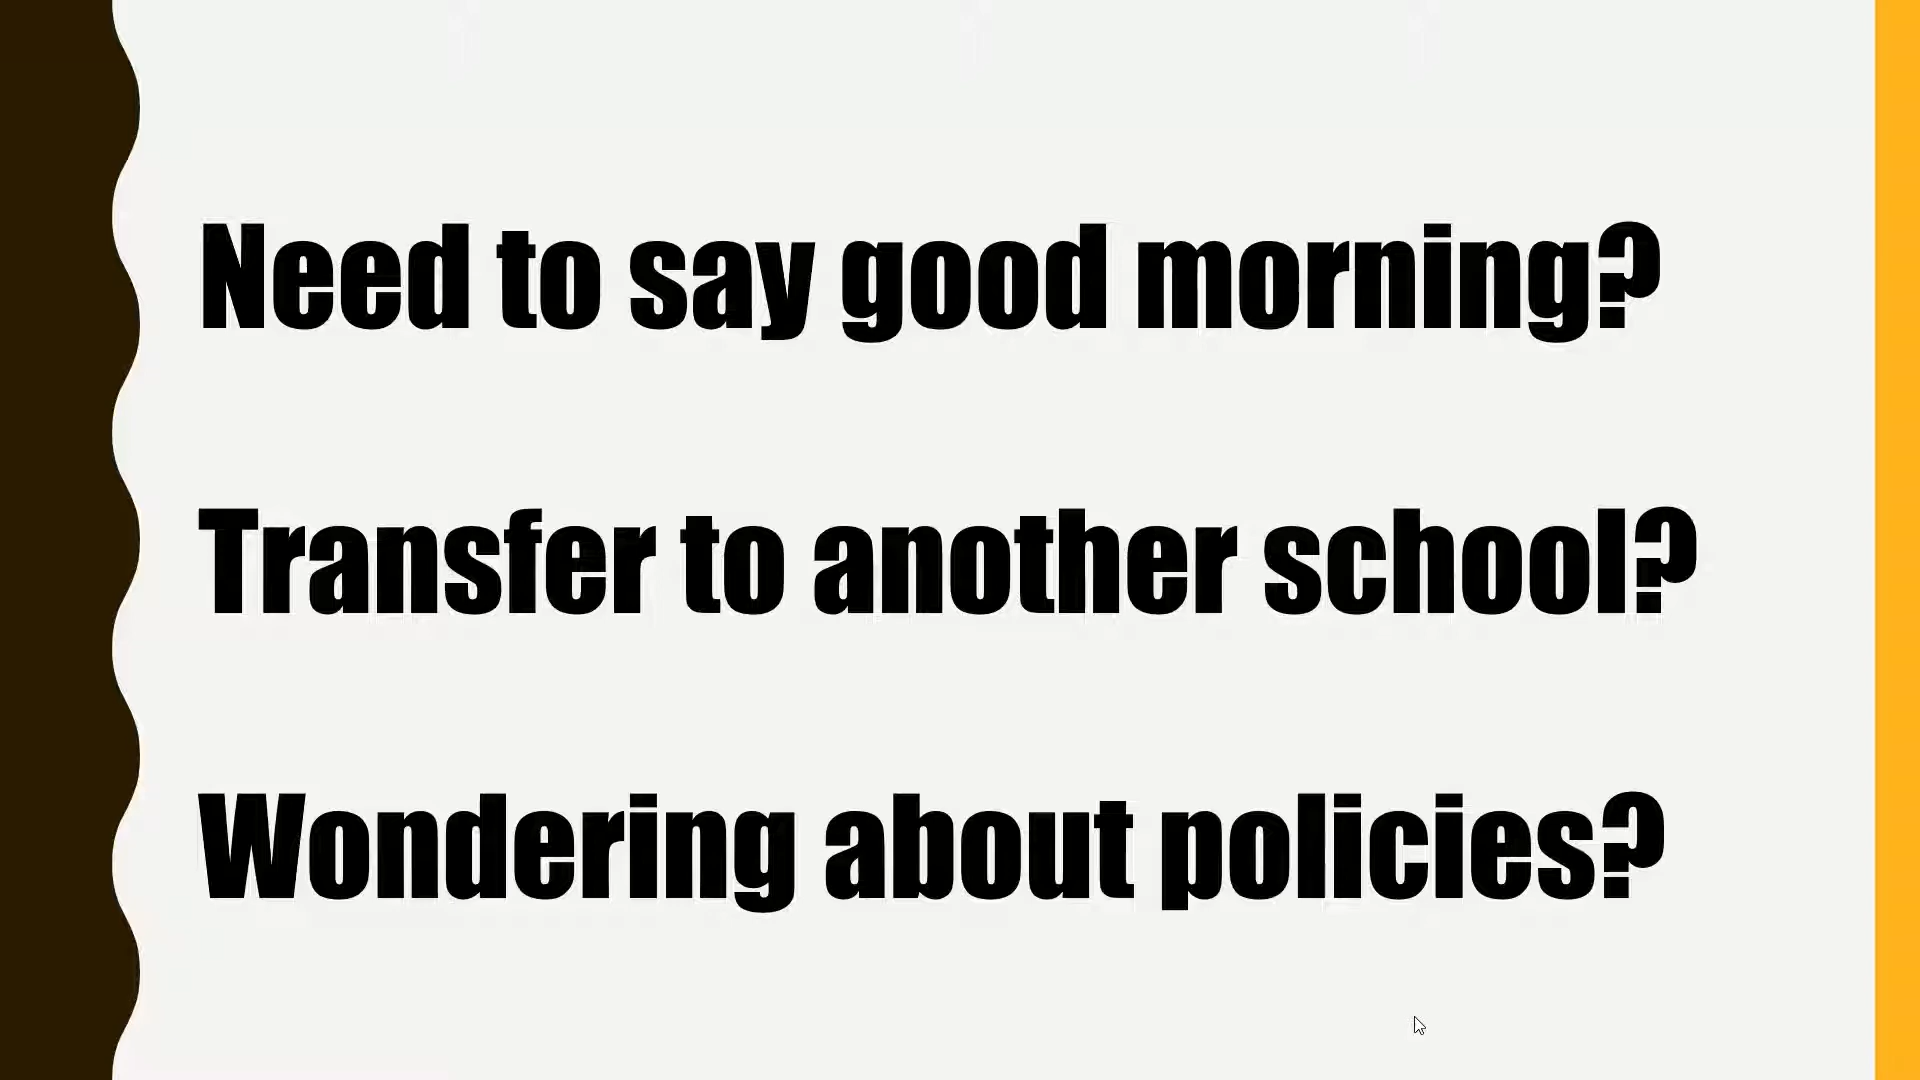 Need to say good morning?
Transfer to another school?
Wondering about policies?